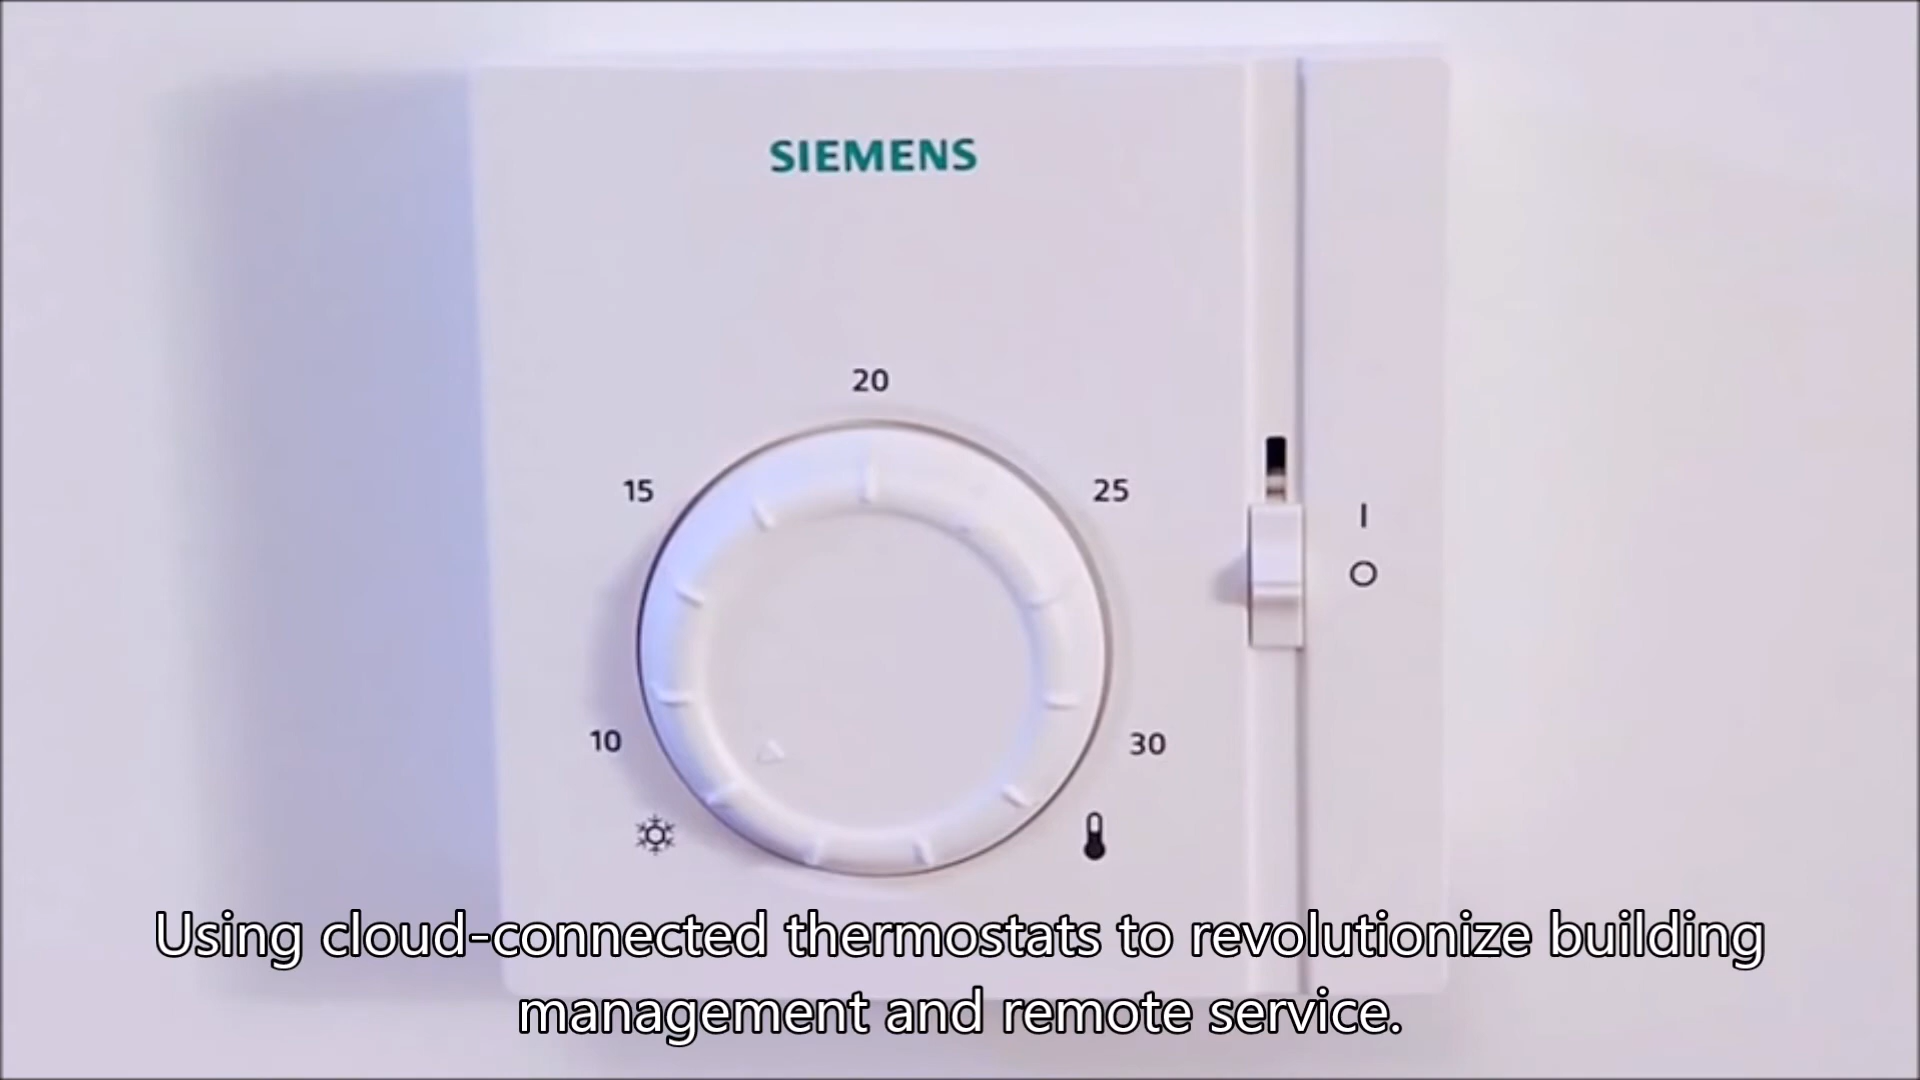 SIEMENS
20
15
25
I
O
10
30
Using cloud-connected thermostats to revolutionize building
management and remote service.